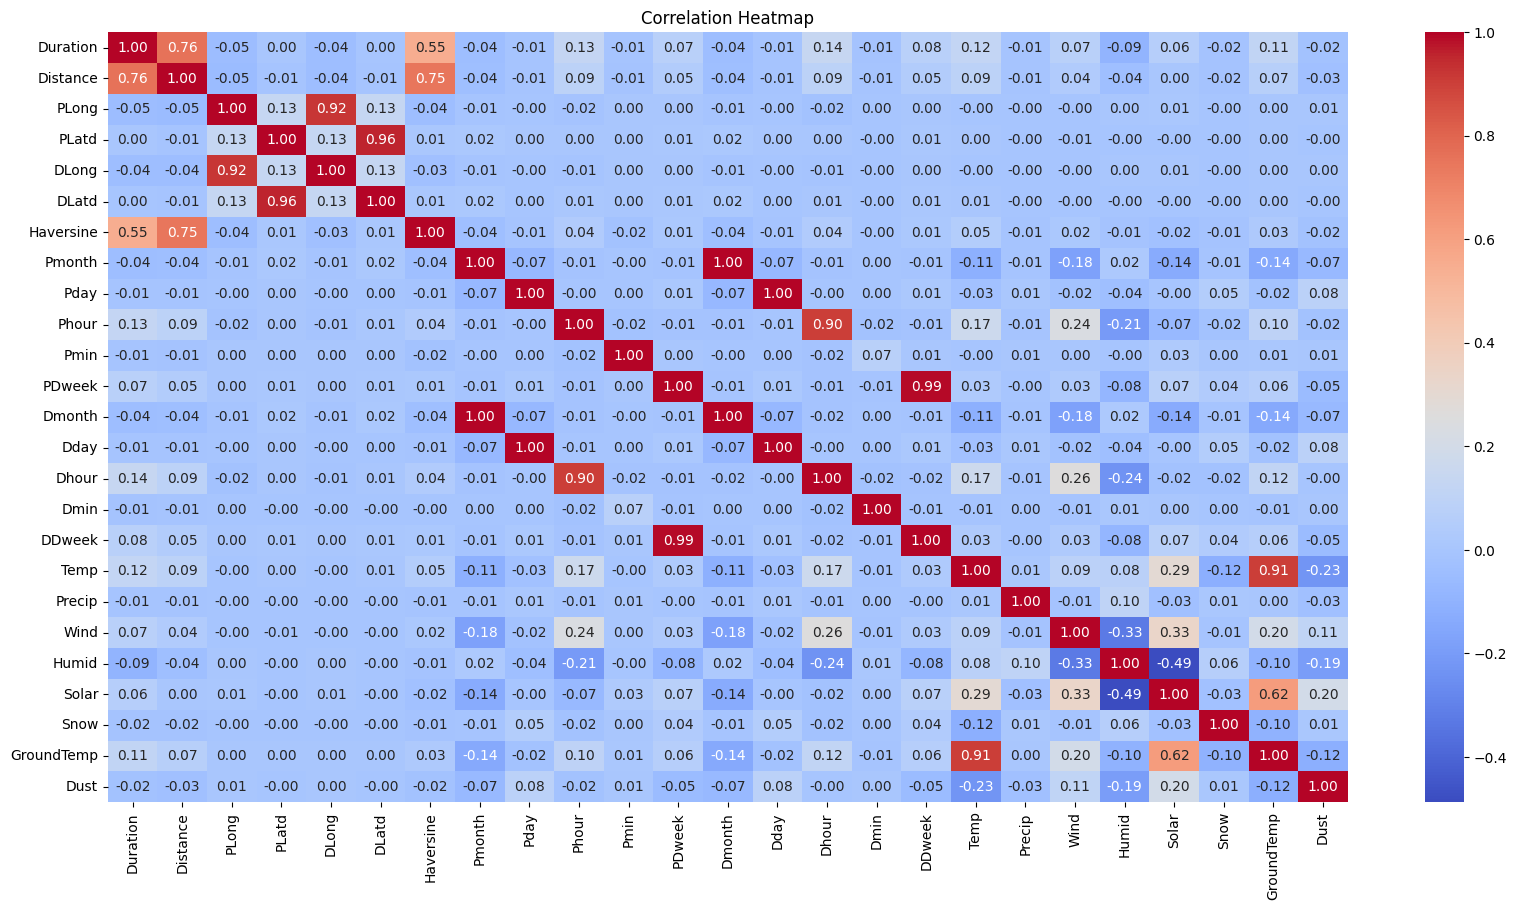 Correlation Heatmap
Duration 1.00 0.76 -0.05 0.00 -0.04 0.00 0.55 -0.04 -0.01 0.13 -0.01 0.07 -0.04 -0.01 0.14 -0.01 0.08 0.12 -0.01 0.07 -0.09 0.06 -0.02 0.11 -0.02
Distance 0.76 1.00 -0.05 -0.01 -0.04 -0.01 0.75 -0.04 -0.01 0.09 -0.01 0.05 -0.04 -0.01 0.09 -0.01 0.05 0.09 -0.01 0.04 -0.04 0.00 -0.02 0.07 -0.03
PLong -0.05 -0.05 1.00 0.13 0.92 0.13 -0.04 -0.01 -0.00 -0.02 0.00 0.00 -0.01 -0.00 -0.02 0.00 0.00 -0.00 -0.00 -0.00 0.00 0.01 -0.00 0.00 0.01
PLatd 0.00 -0.01 0.13 1.00 0.13 0.96 0.01 0.02 0.00 0.00 0.00 0.01 0.02 0.00 0.00 -0.00 0.01 0.00 -0.00 -0.01 0.00 -0.00 -0.00 0.00 -0.00
DLong -0.04 -0.04 0.92 0.13 1.00 0.13 -0.03 -0.01 -0.00 -0.01 0.00 0.00 -0.01 -0.00 -0.01 -0.00 0.00 0.00 -0.00 -0.00 0.00 0.01 -0.00 0.00 0.00
DLatd 0.00 -0.01 0.13 0.96 0.13 1.00 0.01 0.02 0.00 0.01 0.00 0.01 0.02 0.00 0.01 -0.00 0.01 0.01 -0.00 -0.00 -0.00 -0.00 -0.00 0.00 -0.00
Haversine 0.55 0.75 -0.04 0.01 -0.03 0.01 1.00 -0.04 -0.01 0.04 -0.02 0.01 -0.04 -0.01 0.04 -0.00 0.01 0.05 -0.00 0.02 -0.01 -0.02 -0.01 0.03 -0.02
Pmonth -0.04 -0.04 -0.01 0.02 -0.01 0.02 -0.04 1.00 -0.07 -0.01 -0.00 -0.01 1.00 -0.07 -0.01 0.00 -0.01 -0.11 -0.01 -0.18 0.02 -0.14 -0.01 -0.14 -0.07
Pday -0.01 -0.01 -0.00 0.00 -0.00 0.00 -0.01 -0.07 1.00 -0.00 0.00 0.01 -0.07 1.00 -0.00 0.00 0.01 -0.03 0.01 -0.02 -0.04 -0.00 0.05 -0.02 0.08
Phour 0.13 0.09 -0.02 0.00 -0.01 0.01 0.04 -0.01 -0.00 1.00 -0.02 -0.01 -0.01 -0.01 0.90 -0.02 -0.01 0.17 -0.01 0.24 -0.21 -0.07 -0.02 0.10 -0.02
Pmin -0.01 -0.01 0.00 0.00 0.00 0.00 -0.02 -0.00 0.00 -0.02 1.00 0.00 -0.00 0.00 -0.02 0.07 0.01 -0.00 0.01 0.00 -0.00 0.03 0.00 0.01 0.01
PDweek 0.07 0.05 0.00 0.01 0.00 0.01 0.01 -0.01 0.01 -0.01 0.00 1.00 -0.01 0.01 -0.01 -0.01 0.99 0.03 -0.00 0.03 -0.08 0.07 0.04 0.06 -0.05
Dmonth -0.04 -0.04 -0.01 0.02 -0.01 0.02 -0.04 1.00 -0.07 -0.01 -0.00 -0.01 1.00 -0.07 -0.02 0.00 -0.01 -0.11 -0.01 -0.18 0.02 -0.14 -0.01 -0.14 -0.07
Dday -0.01 -0.01 -0.00 0.00 -0.00 0.00 -0.01 -0.07 1.00 -0.01 0.00 0.01 -0.07 1.00 -0.00 0.00 0.01 -0.03 0.01 -0.02 -0.04 -0.00 0.05 -0.02 0.08
Dhour 0.14 0.09 -0.02 0.00 -0.01 0.01 0.04 -0.01 -0.00 0.90 -0.02 -0.01 -0.02 -0.00 1.00 -0.02 -0.02 0.17 -0.01 0.26 -0.24 -0.02 -0.02 0.12 -0.00
Dmin -0.01 -0.01 0.00 -0.00 -0.00 -0.00 -0.00 0.00 0.00 -0.02 0.07 -0.01 0.00 0.00 -0.02 1.00 -0.01 -0.01 0.00 -0.01 0.01 0.00 0.00 -0.01 0.00
DDweek 0.08 0.05 0.00 0.01 0.00 0.01 0.01 -0.01 0.01 -0.01 0.01 0.99 -0.01 0.01 -0.02 -0.01 1.00 0.03 -0.00 0.03 -0.08 0.07 0.04 0.06 -0.05
Temp 0.12 0.09 -0.00 0.00 0.00 0.01 0.05 -0.11 -0.03 0.17 -0.00 0.03 -0.11 -0.03 0.17 -0.01 0.03 1.00 0.01 0.09 0.08 0.29 -0.12 0.91 -0.23
Precip -0.01 -0.01 -0.00 -0.00 -0.00 -0.00 -0.00 -0.01 0.01 -0.01 0.01 -0.00 -0.01 0.01 -0.01 0.00 -0.00 0.01 1.00 -0.01 0.10 -0.03 0.01 0.00 -0.03
Wind 0.07 0.04 -0.00 -0.01 -0.00 -0.00 0.02 -0.18 -0.02 0.24 0.00 0.03 -0.18 -0.02 0.26 -0.01 0.03 0.09 -0.01 1.00 -0.33 0.33 -0.01 0.20 0.11
Humid -0.09 -0.04 0.00 0.00 0.00 -0.00 -0.01 0.02 -0.04 -0.21 -0.00 -0.08 0.02 -0.04 -0.24 0.01 -0.08 0.08 0.10 -0.33 1.00 -0.49 0.06 -0.10 -0.19
Solar 0.06 0.00 0.01 -0.00 0.01 -0.00 -0.02 -0.14 -0.00 -0.07 0.03 0.07 -0.14 -0.00 -0.02 0.00 0.07 0.29 -0.03 0.33 -0.49 1.00 -0.03 0.62 0.20
Snow -0.02 -0.02 -0.00 -0.00 -0.00 -0.00 -0.01 -0.01 0.05 -0.02 0.00 0.04 -0.01 0.05 -0.02 0.00 0.04 -0.12 0.01 -0.01 0.06 -0.03 1.00 -0.10 0.01
GroundTemp 0.11 0.07 0.00 0.00 0.00 0.00 0.03 -0.14 -0.02 0.10 0.01 0.06 -0.14 -0.02 0.12 -0.01 0.06 0.91 0.00 0.20 -0.10 0.62 -0.10 1.00 -0.12
Dust -0.02 -0.03 0.01 -0.00 0.00 -0.00 -0.02 -0.07 0.08 -0.02 0.01 -0.05 -0.07 0.08 -0.00 0.00 -0.05 -0.23 -0.03 0.11 -0.19 0.20 0.01 -0.12 1.00
Duration Distance PLong PLatd DLong DLatd Haversine Pmonth Pday Phour Pmin PDweek Dmonth Dday Dhour Dmin DDweek Temp Precip Wind Humid Solar Snow GroundTemp Dust
1.0
0.8
0.6
0.4
0.2
0.0
−0.2
−0.4